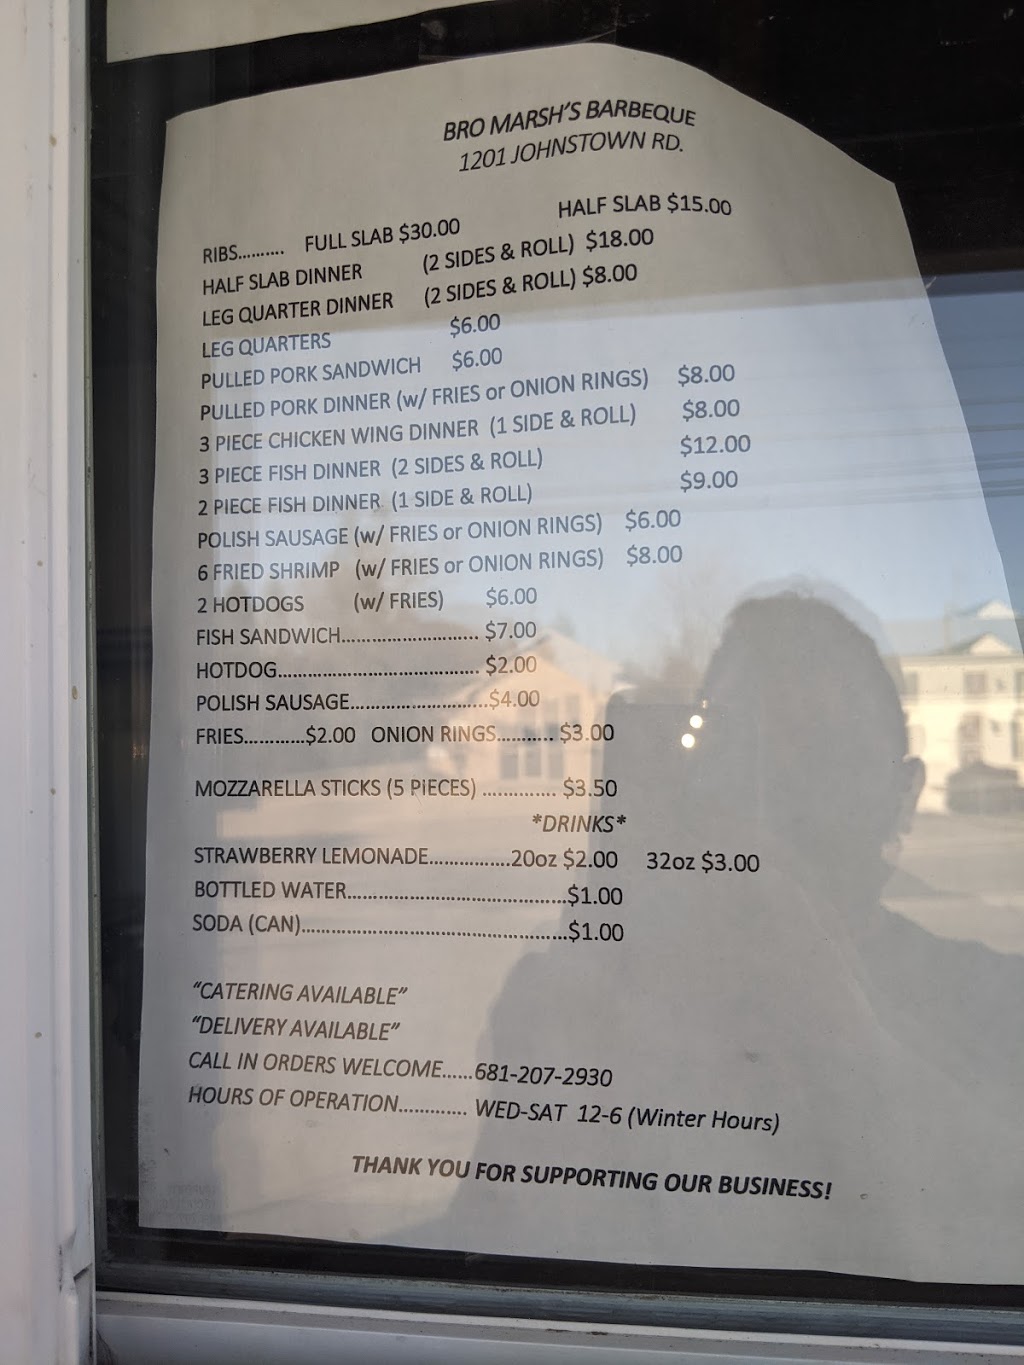 BRO MARSH'S BARBEQUE
1201 JOHNSTOWN RD.
RIBS.......... FULL SLAB $30.00 HALF SLAB $15.00
HALF SLAB DINNER (2 SIDES & ROLL) $18.00
LEG QUARTER DINNER (2 SIDES & ROLL) $8.00
LEG QUARTERS $6.00
PULLED PORK SANDWICH $6.00
PULLED PORK DINNER (w/ FRIES or ONION RINGS) $8.00
3 PIECE CHICKEN WING DINNER (1 SIDE & ROLL) $8.00
3 PIECE FISH DINNER (2 SIDES & ROLL) $12.00
2 PIECE FISH DINNER (1 SIDE & ROLL) $9.00
POLISH SAUSAGE (w/ FRIES or ONION RINGS) $6.00
6 FRIED SHRIMP (w/ FRIES or ONION RINGS) $8.00
2 HOTDOGS (w/ FRIES) $6.00
FISH SANDWICH............................ $7.00
HOTDOG......................................... $2.00
POLISH SAUSAGE............................$4.00
FRIES............$2.00 ONION RINGS........... $3.00
MOZZARELLA STICKS (5 PIECES) .............. $3.50
*DRINKS*
STRAWBERRY LEMONADE................20oz $2.00 32oz $3.00
BOTTLED WATER............................................$1.00
SODA (CAN).....................................................$1.00
"CATERING AVAILABLE"
"DELIVERY AVAILABLE"
CALL IN ORDERS WELCOME......681-207-2930
HOURS OF OPERATION............. WED-SAT 12-6 (Winter Hours)
THANK YOU FOR SUPPORTING OUR BUSINESS!